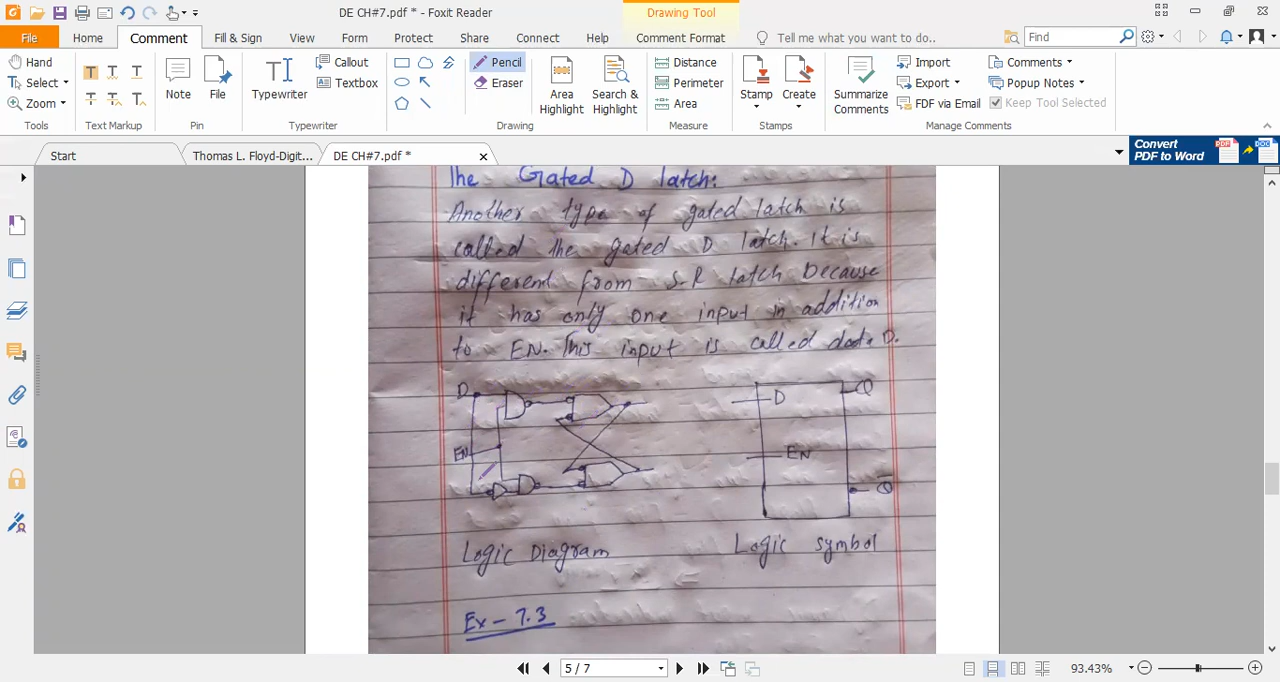 DE CH#7.pdf * - Foxit Reader
Drawing Tool
File Home Comment Fill & Sign View Form Protect Share Connect Help Comment Format Tell me what you want to do.. Find
Hand
Select
Zoom
Tools
Text Markup
Note
File
Pin
Typewriter
Callout
Textbox
Typewriter
Pencil
Eraser
Drawing
Area Highlight
Search & Highlight
Distance
Perimeter
Area
Measure
Stamp
Create
Stamps
Summarize Comments
Import
Export
FDF via Email
Comments
Popup Notes
Keep Tool Selected
Manage Comments
Start
Thomas L. Floyd-Digit...
DE CH#7.pdf *
Convert
PDF to Word
The Gated D latch:
Another type of gated latch is
called the gated D latch. It is
different from S-R latch because
it has only one input in addition
to EN. This input is called data D.
D
EN
D
EN
Q
Q̅
Logic Diagram
Logic symbol
Ex - 7.3
5 / 7
93.43%